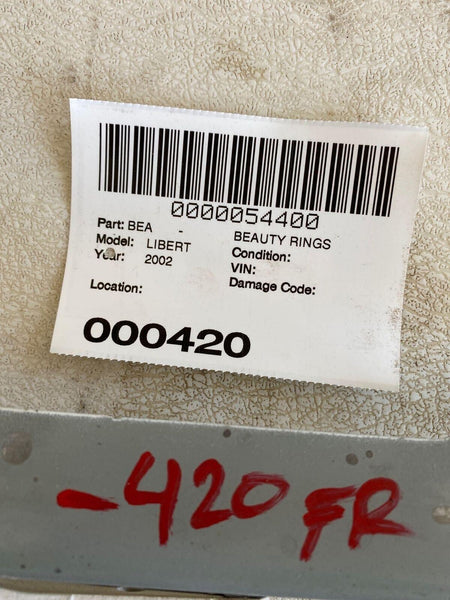 0000054400
Part: BEA - BEAUTY RINGS
Model: LIBERT Condition:
Year: 2002 VIN:
Location: Damage Code:
000420
-420 FR